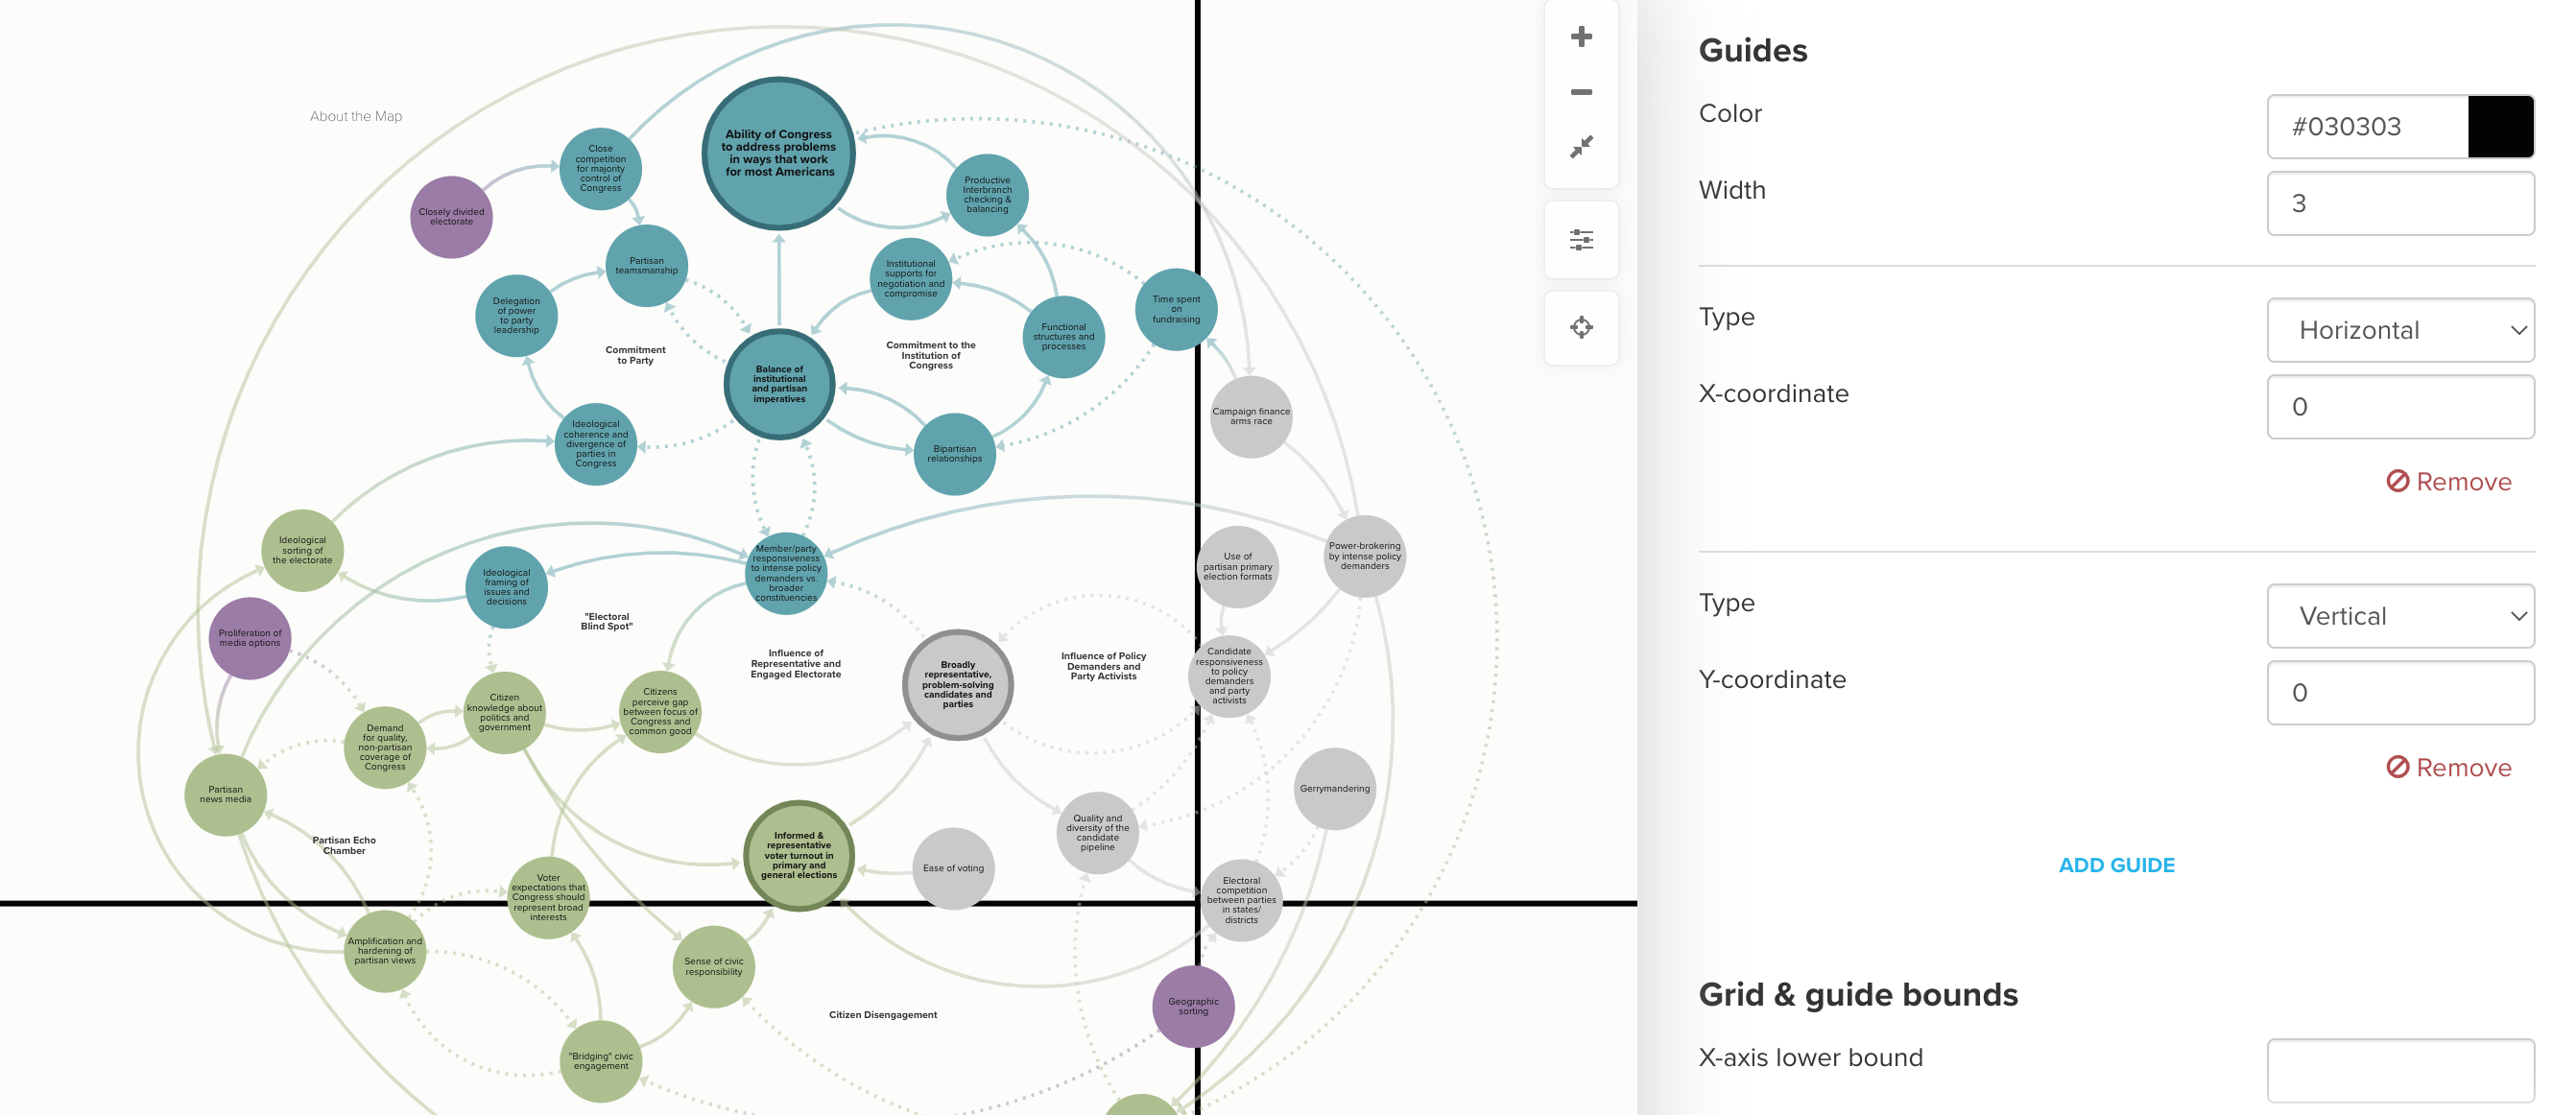 About the Map
Ability of Congress
to address problems
in ways that work
for most Americans
Close
competition
for majority
control of
Congress
Closely divided
electorate
Productive
Interbranch
checking &
balancing
Partisan
teamsmanship
Institutional
supports for
negotiation and
compromise
Delegation
of power
to party
leadership
Time spent
on
fundraising
Functional
structures and
processes
Commitment
to Party
Commitment to the
Institution of
Congress
Balance of
institutional
and partisan
imperatives
Campaign finance
arms race
Ideological
coherence and
divergence of
parties in
Congress
Bipartisan
relationships
Ideological
sorting of
the electorate
Member/party
responsiveness
to intense policy
demanders vs.
broader
constituencies
Use of
partisan primary
election formats
Power-brokering
by intense policy
demanders
Ideological
framing of
issues and
decisions
"Electoral
Blind Spot"
Proliferation of
media options
Influence of
Representative and
Engaged Electorate
Broadly
representative,
problem-solving
candidates and
parties
Influence of Policy
Demanders and
Party Activists
Candidate
responsiveness
to policy
demanders
and party
activists
Citizen
knowledge about
politics and
government
Citizens
perceive gap
between focus of
Congress and
common good
Demand
for quality,
non-partisan
coverage of
Congress
Partisan
news media
Gerrymandering
Quality and
diversity of the
candidate
pipeline
Partisan Echo
Chamber
Informed &
representative
voter turnout in
primary and
general elections
Ease of voting
Voter
expectations that
Congress should
represent broad
interests
Electoral
competition
between parties
in states/
districts
Amplification and
hardening of
partisan views
Sense of civic
responsibility
Geographic
sorting
Citizen Disengagement
"Bridging" civic
engagement
Guides
Color
#030303
Width
3
Type
Horizontal
X-coordinate
0
Remove
Type
Vertical
Y-coordinate
0
Remove
ADD GUIDE
Grid & guide bounds
X-axis lower bound